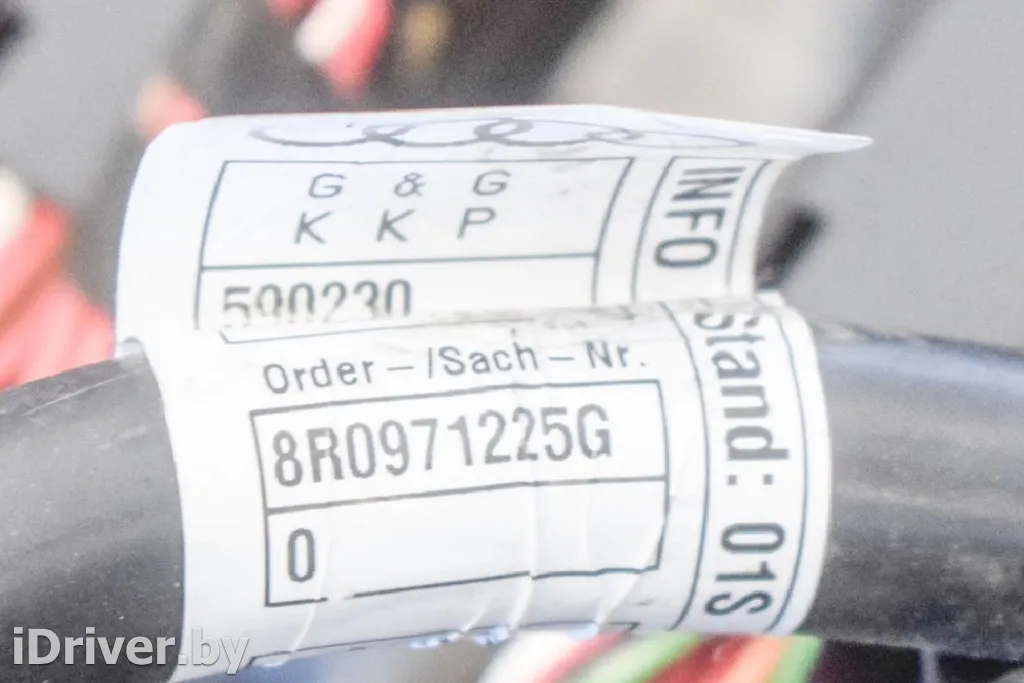 G & G
K K P
590230
INFO
Order-/Sach-Nr.
8R0971225G
0
Stand: 01S
iDriver.by